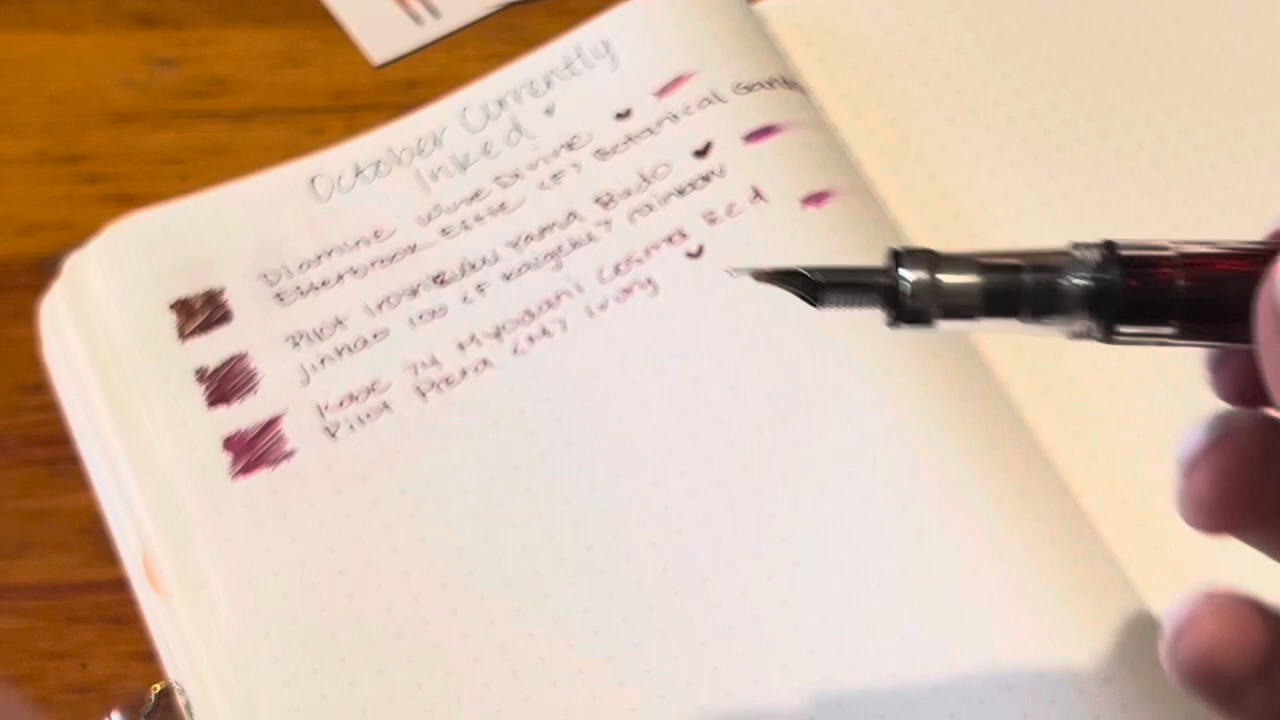 October Currently
Inked
Diamine Wine Divine
Esterbrook Estie (F) Botanical Garden
Pilot Iroshizuku Yama Budo
Jinhao 100 (F Kaigelu) rainbow
Kobe 74 Myodani Cosmos Red
Pilot Prera (M) Ivory